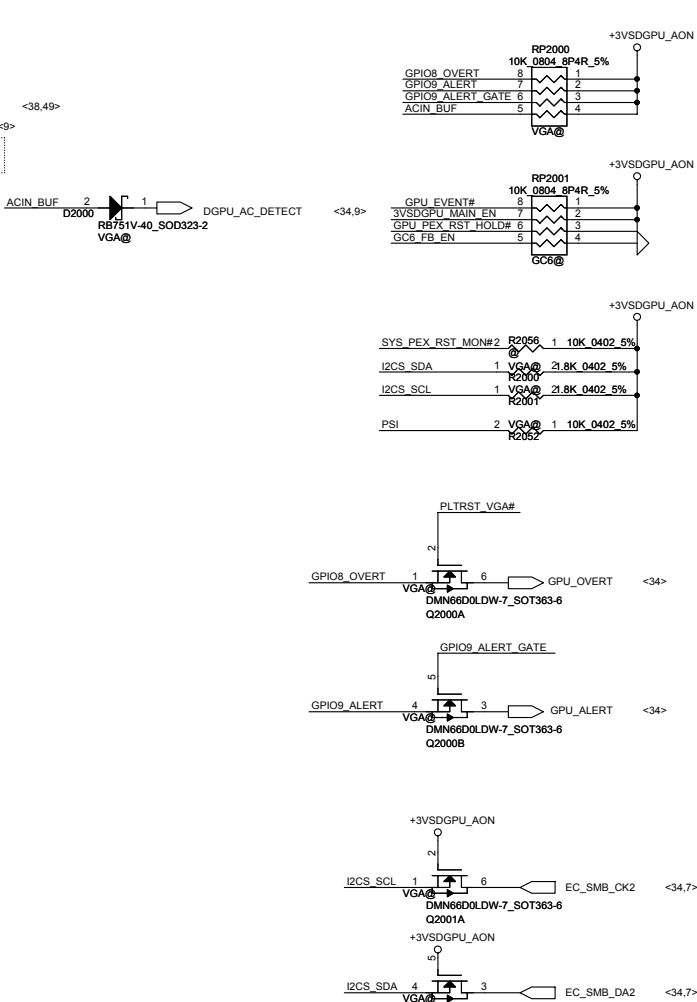 +3VSDGPU_AON
RP2000
10K_0804_8P4R_5%
GPIO8_OVERT 8 1
GPIO9_ALERT 7 2
GPIO9_ALERT_GATE 6 3
ACIN_BUF 5 4
VGA@
<38,49>
<9>
+3VSDGPU_AON
RP2001
10K_0804_8P4R_5%
GPU_EVENT# 8 1
3VSDGPU_MAIN_EN 7 2
GPU_PEX_RST_HOLD# 6 3
GC6_FB_EN 5 4
GC6@
ACIN_BUF 2 1 DGPU_AC_DETECT <34,9>
D2000
RB751V-40_SOD323-2
VGA@
+3VSDGPU_AON
SYS_PEX_RST_MON# 2 R2056 1 10K_0402_5%
@
I2CS_SDA 1 VGA@ 2 1.8K_0402_5%
R2000
I2CS_SCL 1 VGA@ 2 1.8K_0402_5%
R2001
PSI 2 VGA@ 1 10K_0402_5%
R2052
PLTRST_VGA#
2
GPIO8_OVERT 1 6 GPU_OVERT <34>
VGA@
DMN66D0LDW-7_SOT363-6
Q2000A
GPIO9_ALERT_GATE
5
GPIO9_ALERT 4 3 GPU_ALERT <34>
VGA@
DMN66D0LDW-7_SOT363-6
Q2000B
+3VSDGPU_AON
2
I2CS_SCL 1 6 EC_SMB_CK2 <34,7>
VGA@
DMN66D0LDW-7_SOT363-6
Q2001A
+3VSDGPU_AON
5
I2CS_SDA 4 3 EC_SMB_DA2 <34,7>
VGA@